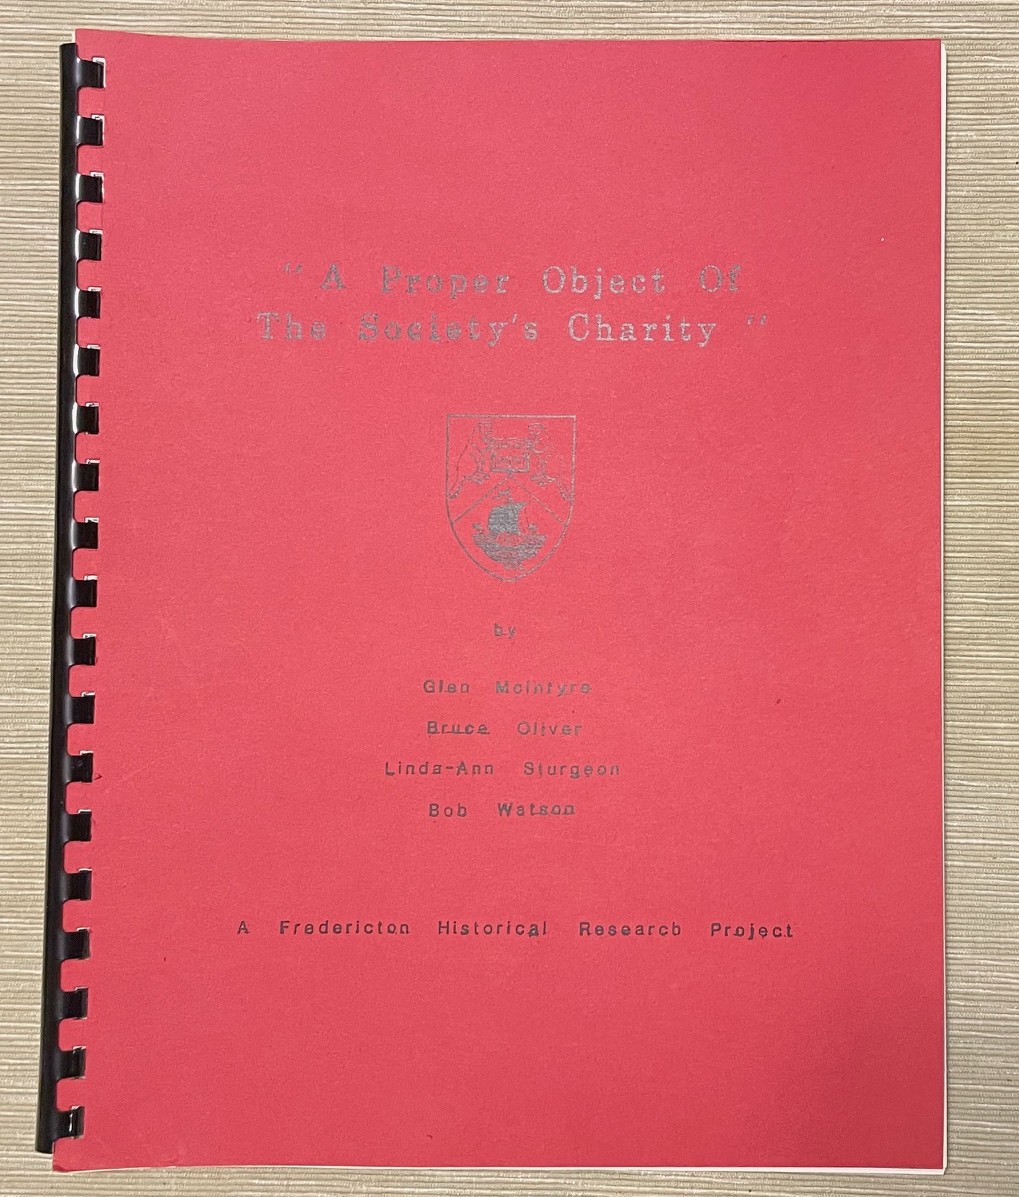 " A Proper Object Of
The Society's Charity "
by
Glen McIntyre
Bruce Oliver
Linda-Ann Sturgeon
Bob Watson
A Fredericton Historical Research Project